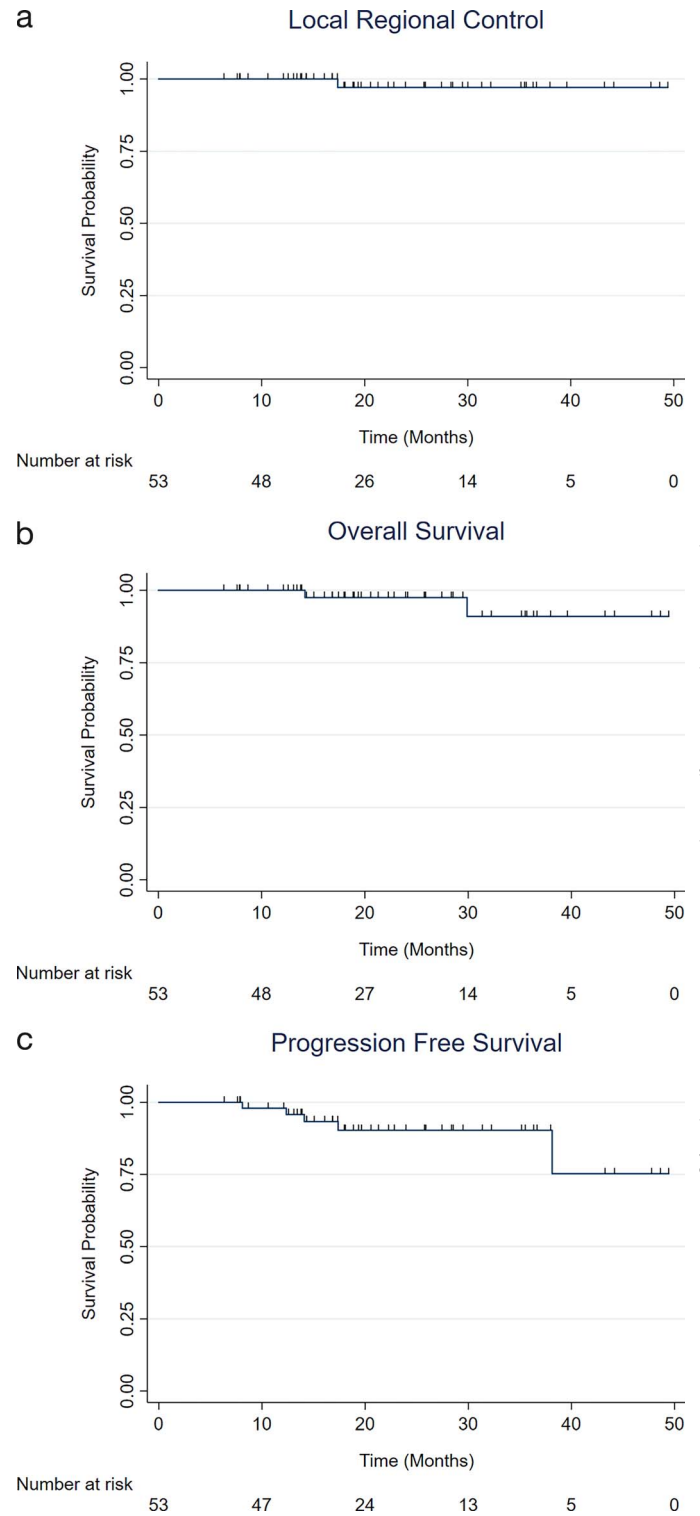 a
Local Regional Control
1.00
0.75
0.50
0.25
0.00
Survival Probability
0 10 20 30 40 50
Time (Months)
Number at risk
53 48 26 14 5 0
b
Overall Survival
1.00
0.75
0.50
0.25
0.00
Survival Probability
0 10 20 30 40 50
Time (Months)
Number at risk
53 48 27 14 5 0
c
Progression Free Survival
1.00
0.75
0.50
0.25
0.00
Survival Probability
0 10 20 30 40 50
Time (Months)
Number at risk
53 47 24 13 5 0